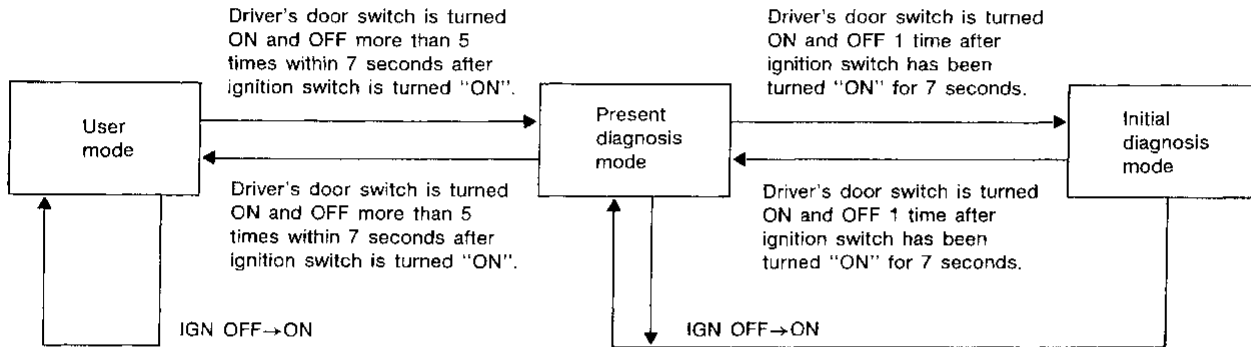 Driver's door switch is turned
ON and OFF more than 5
times within 7 seconds after
ignition switch is turned "ON".
Driver's door switch is turned
ON and OFF 1 time after
ignition switch has been
turned "ON" for 7 seconds.
User
mode
Present
diagnosis
mode
Initial
diagnosis
mode
Driver's door switch is turned
ON and OFF more than 5
times within 7 seconds after
ignition switch is turned "ON".
Driver's door switch is turned
ON and OFF 1 time after
ignition switch has been
turned "ON" for 7 seconds.
IGN OFF→ON
IGN OFF→ON